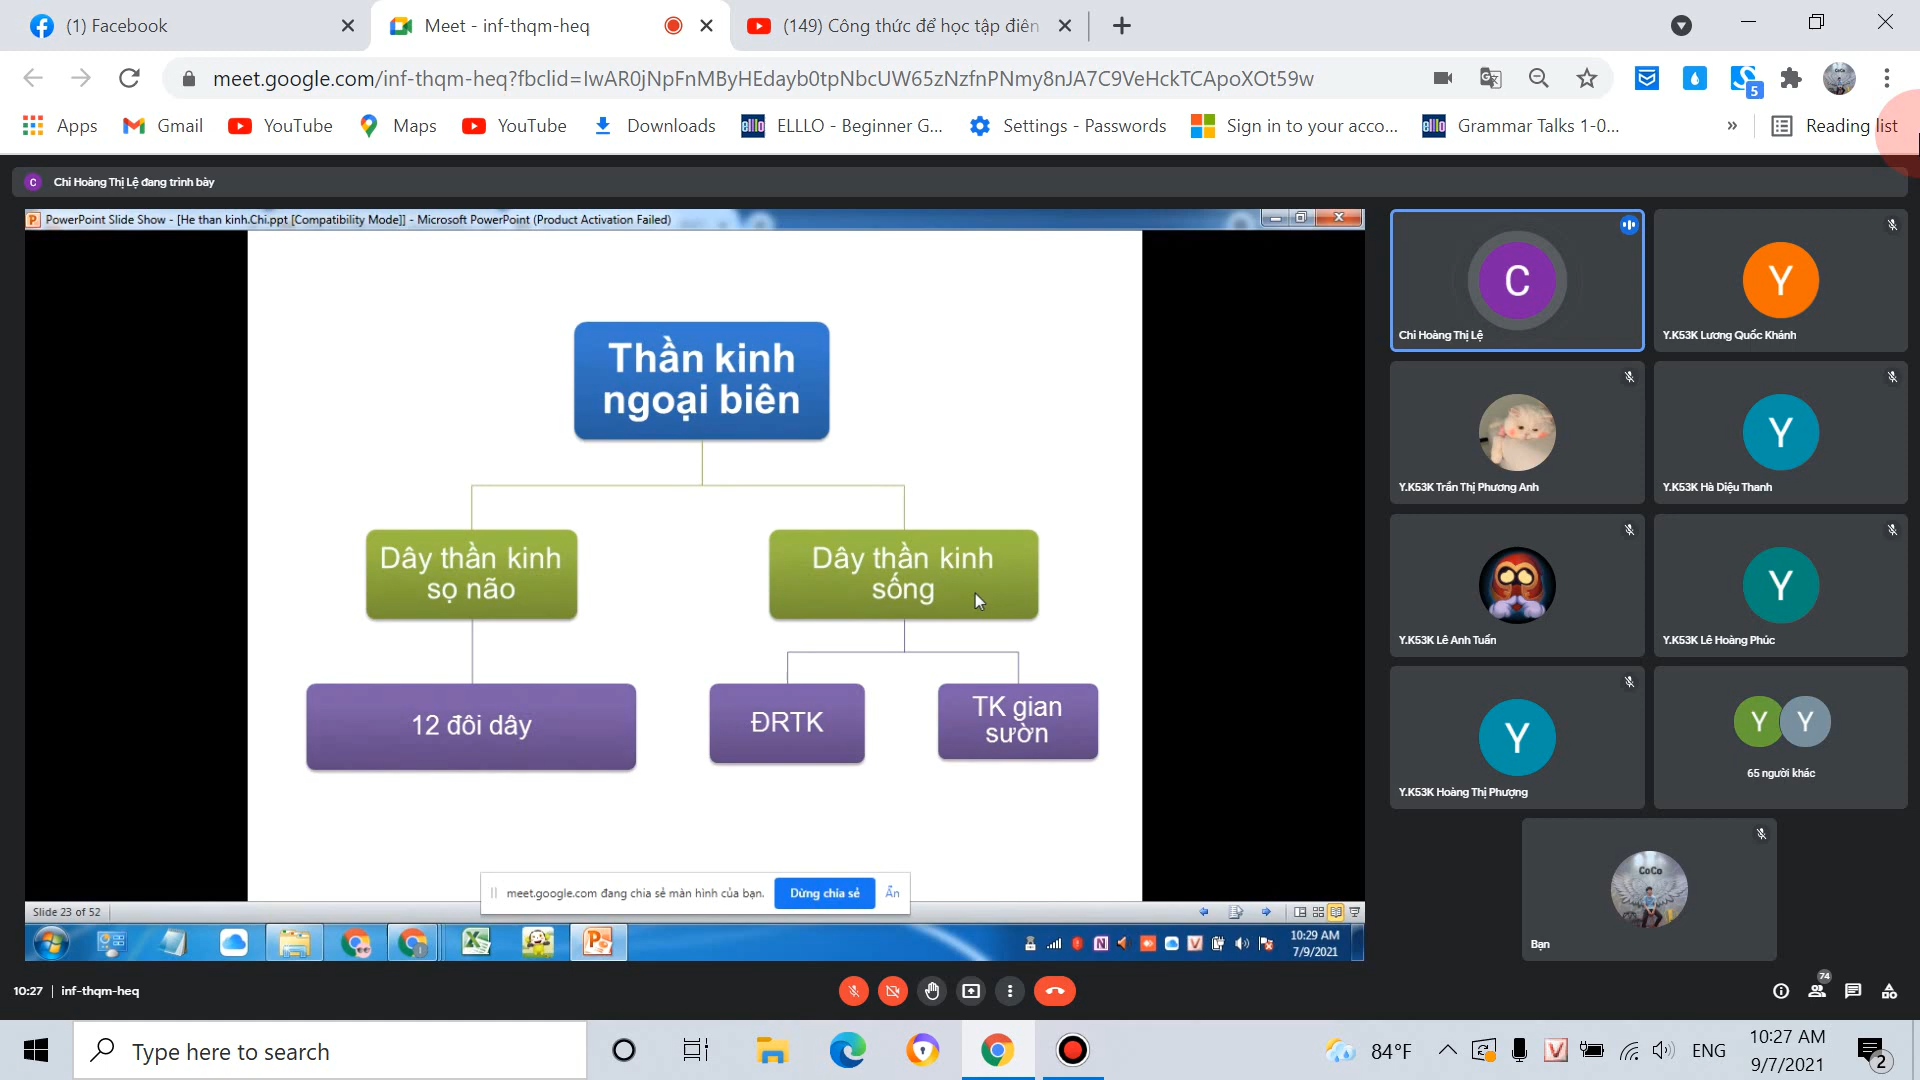 (1) Facebook
Meet - inf-thqm-heq
(149) Công thức để học tập điên
meet.google.com/inf-thqm-heq?fbclid=IwAR0jNpFnMByHEdayb0tpNbcUW65zNzfnPNmy8nJA7C9VeHckTCApoXOt59w
5
Apps
Gmail
YouTube
Maps
YouTube
Downloads
elllo
ELLLO - Beginner G...
Settings - Passwords
Sign in to your acco...
elllo
Grammar Talks 1-0...
»
Reading list
C
Chi Hoàng Thị Lệ đang trình bày
PowerPoint Slide Show - [He than kinh.Chi.ppt [Compatibility Mode]] - Microsoft PowerPoint (Product Activation Failed)
Thần kinh
ngoại biên
Dây thần kinh
sọ não
Dây thần kinh
sống
12 đôi dây
ĐRTK
TK gian
sườn
meet.google.com đang chia sẻ màn hình của bạn.
Dừng chia sẻ
Ẩn
Slide 23 of 52
10:29 AM
7/9/2021
C
Chi Hoàng Thị Lệ
Y
Y.K53K Lương Quốc Khánh
Y.K53K Trần Thị Phương Anh
Y
Y.K53K Hà Diệu Thanh
Y.K53K Lê Anh Tuấn
Y
Y.K53K Lê Hoàng Phúc
Y
Y.K53K Hoàng Thị Phượng
Y
Y
65 người khác
CoCo
Bạn
10:27 | inf-thqm-heq
74
Type here to search
84°F
ENG
10:27 AM
9/7/2021
2